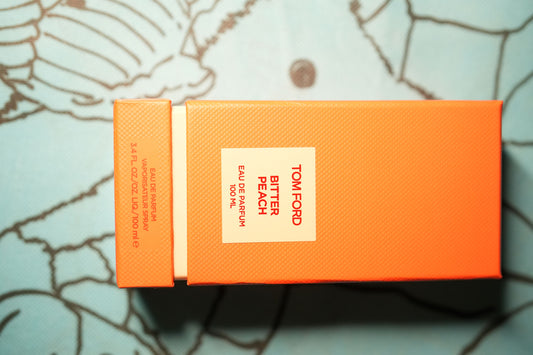 TOM FORD
BITTER
PEACH
EAU DE PARFUM
100 ML
EAU DE PARFUM
VAPORISATEUR SPRAY
3.4 FL. OZ/OZ. LIQ./100 ml e